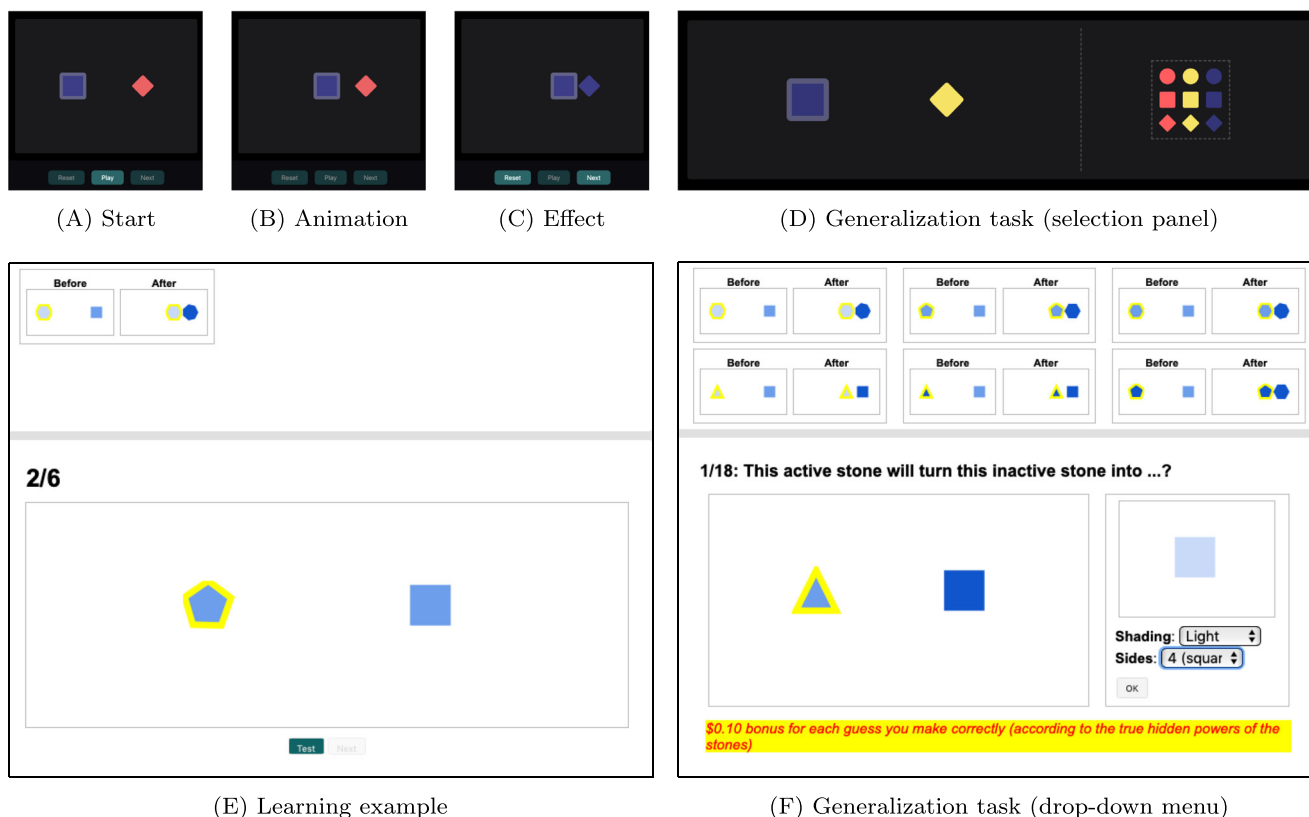 Reset Play Next
Reset Play Next
Reset Play Next
(A) Start
(B) Animation
(C) Effect
(D) Generalization task (selection panel)
Before After
2/6
Test Next
(E) Learning example
Before After Before After Before After
Before After Before After Before After
1/18: This active stone will turn this inactive stone into ...?
Shading: Light
Sides: 4 (squar
OK
$0.10 bonus for each guess you make correctly (according to the true hidden powers of the
stones)
(F) Generalization task (drop-down menu)